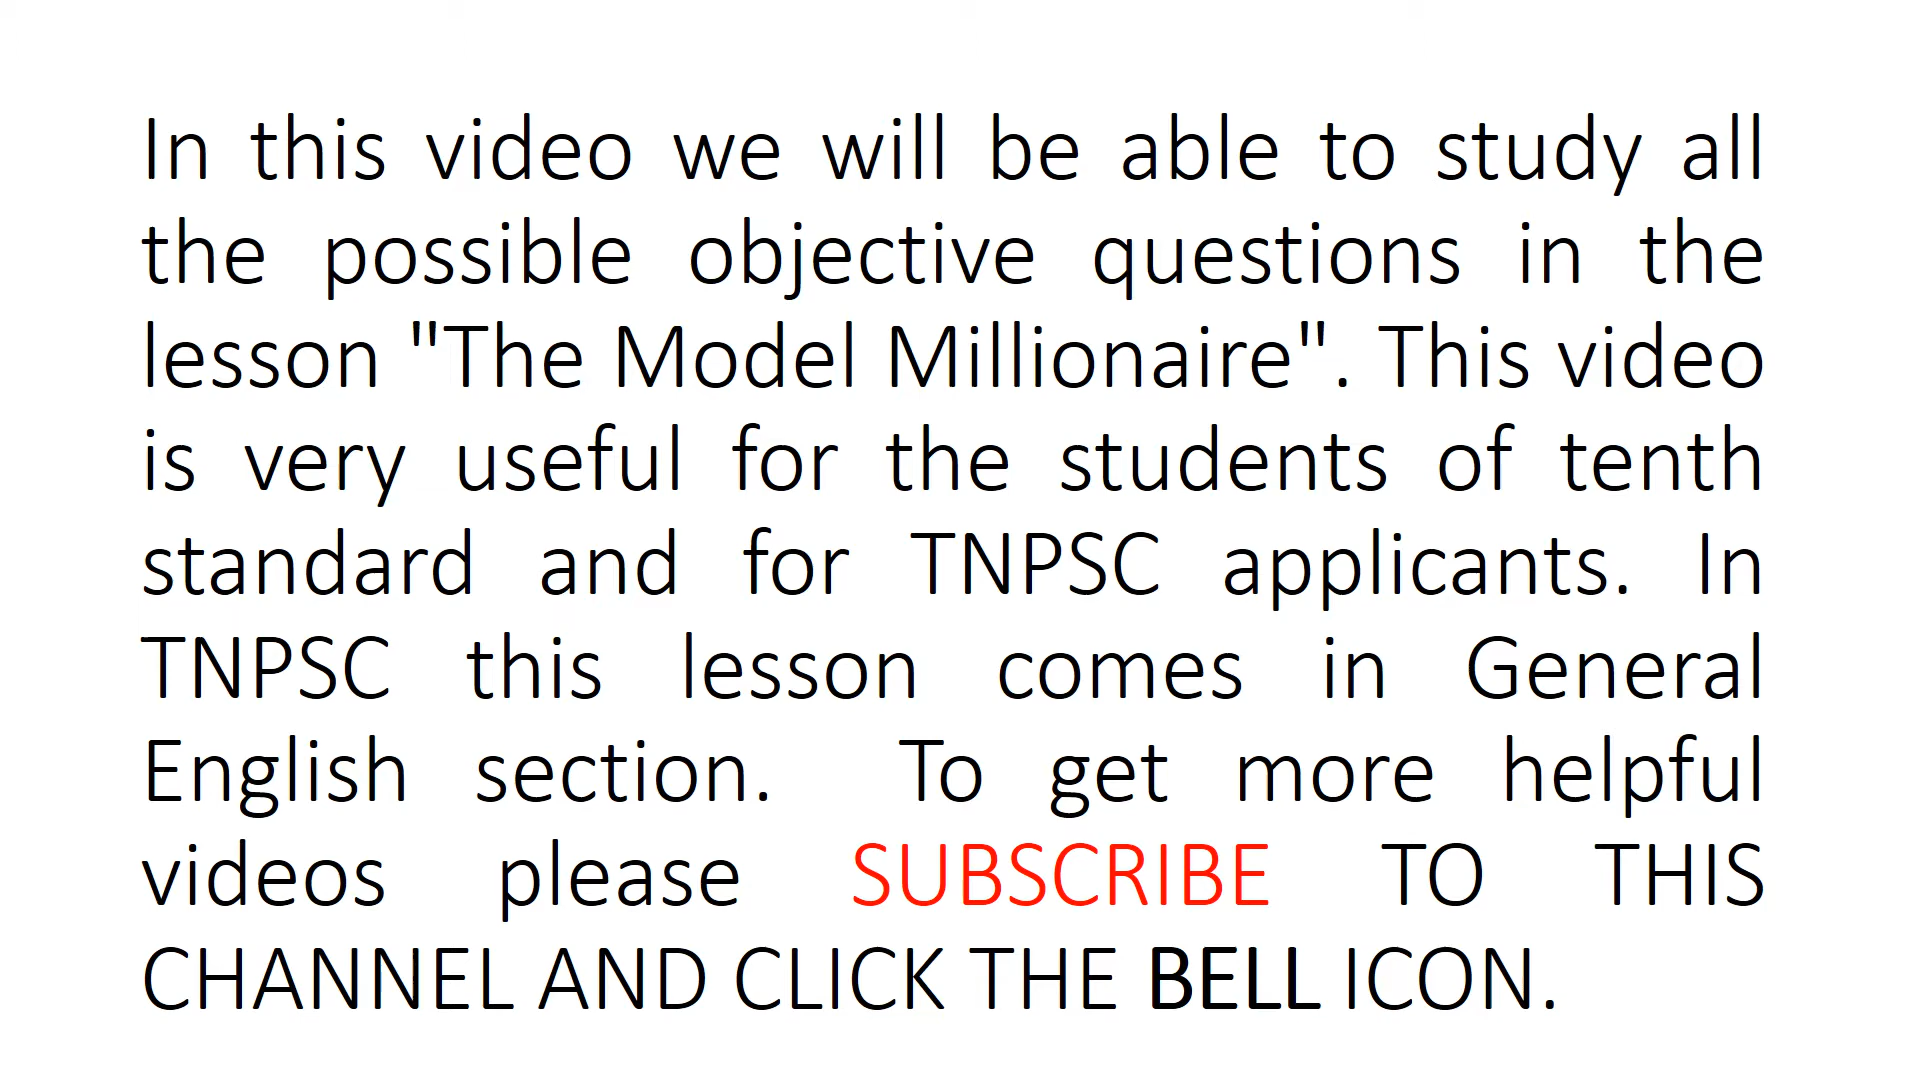 In this video we will be able to study all
the possible objective questions in the
lesson "The Model Millionaire". This video
is very useful for the students of tenth
standard and for TNPSC applicants. In
TNPSC this lesson comes in General
English section. To get more helpful
videos please SUBSCRIBE TO THIS
CHANNEL AND CLICK THE BELL ICON.